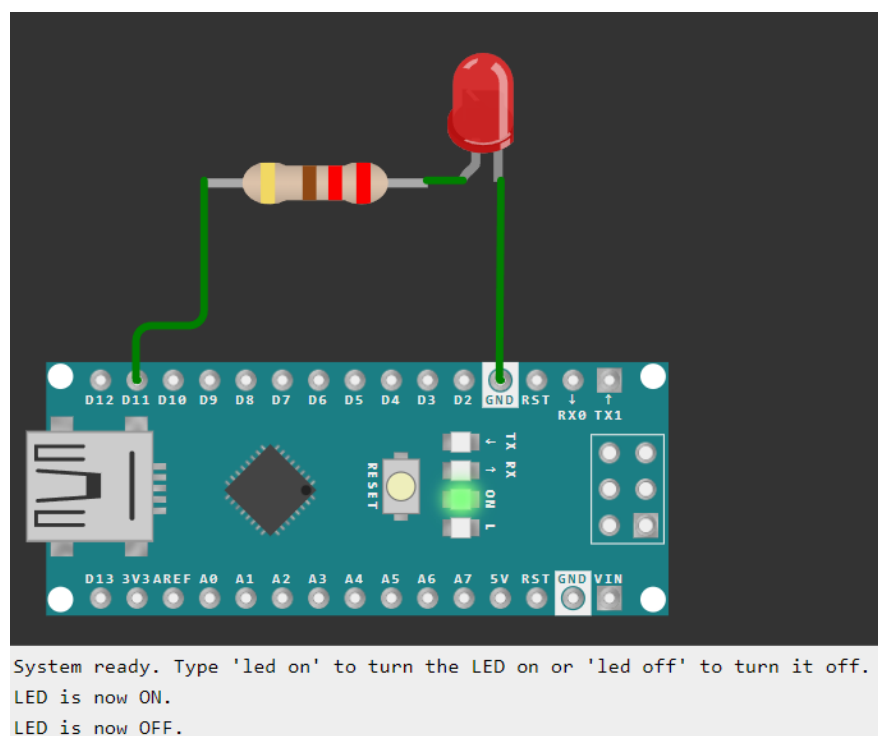 D12 D11 D10 D9 D8 D7 D6 D5 D4 D3 D2 GND RST ↓ ↑
RX0 TX1
TX
RX
ON
L
← 
↑
RESET
D13 3V3 AREF A0 A1 A2 A3 A4 A5 A6 A7 5V RST GND VIN
System ready. Type 'led on' to turn the LED on or 'led off' to turn it off.
LED is now ON.
LED is now OFF.